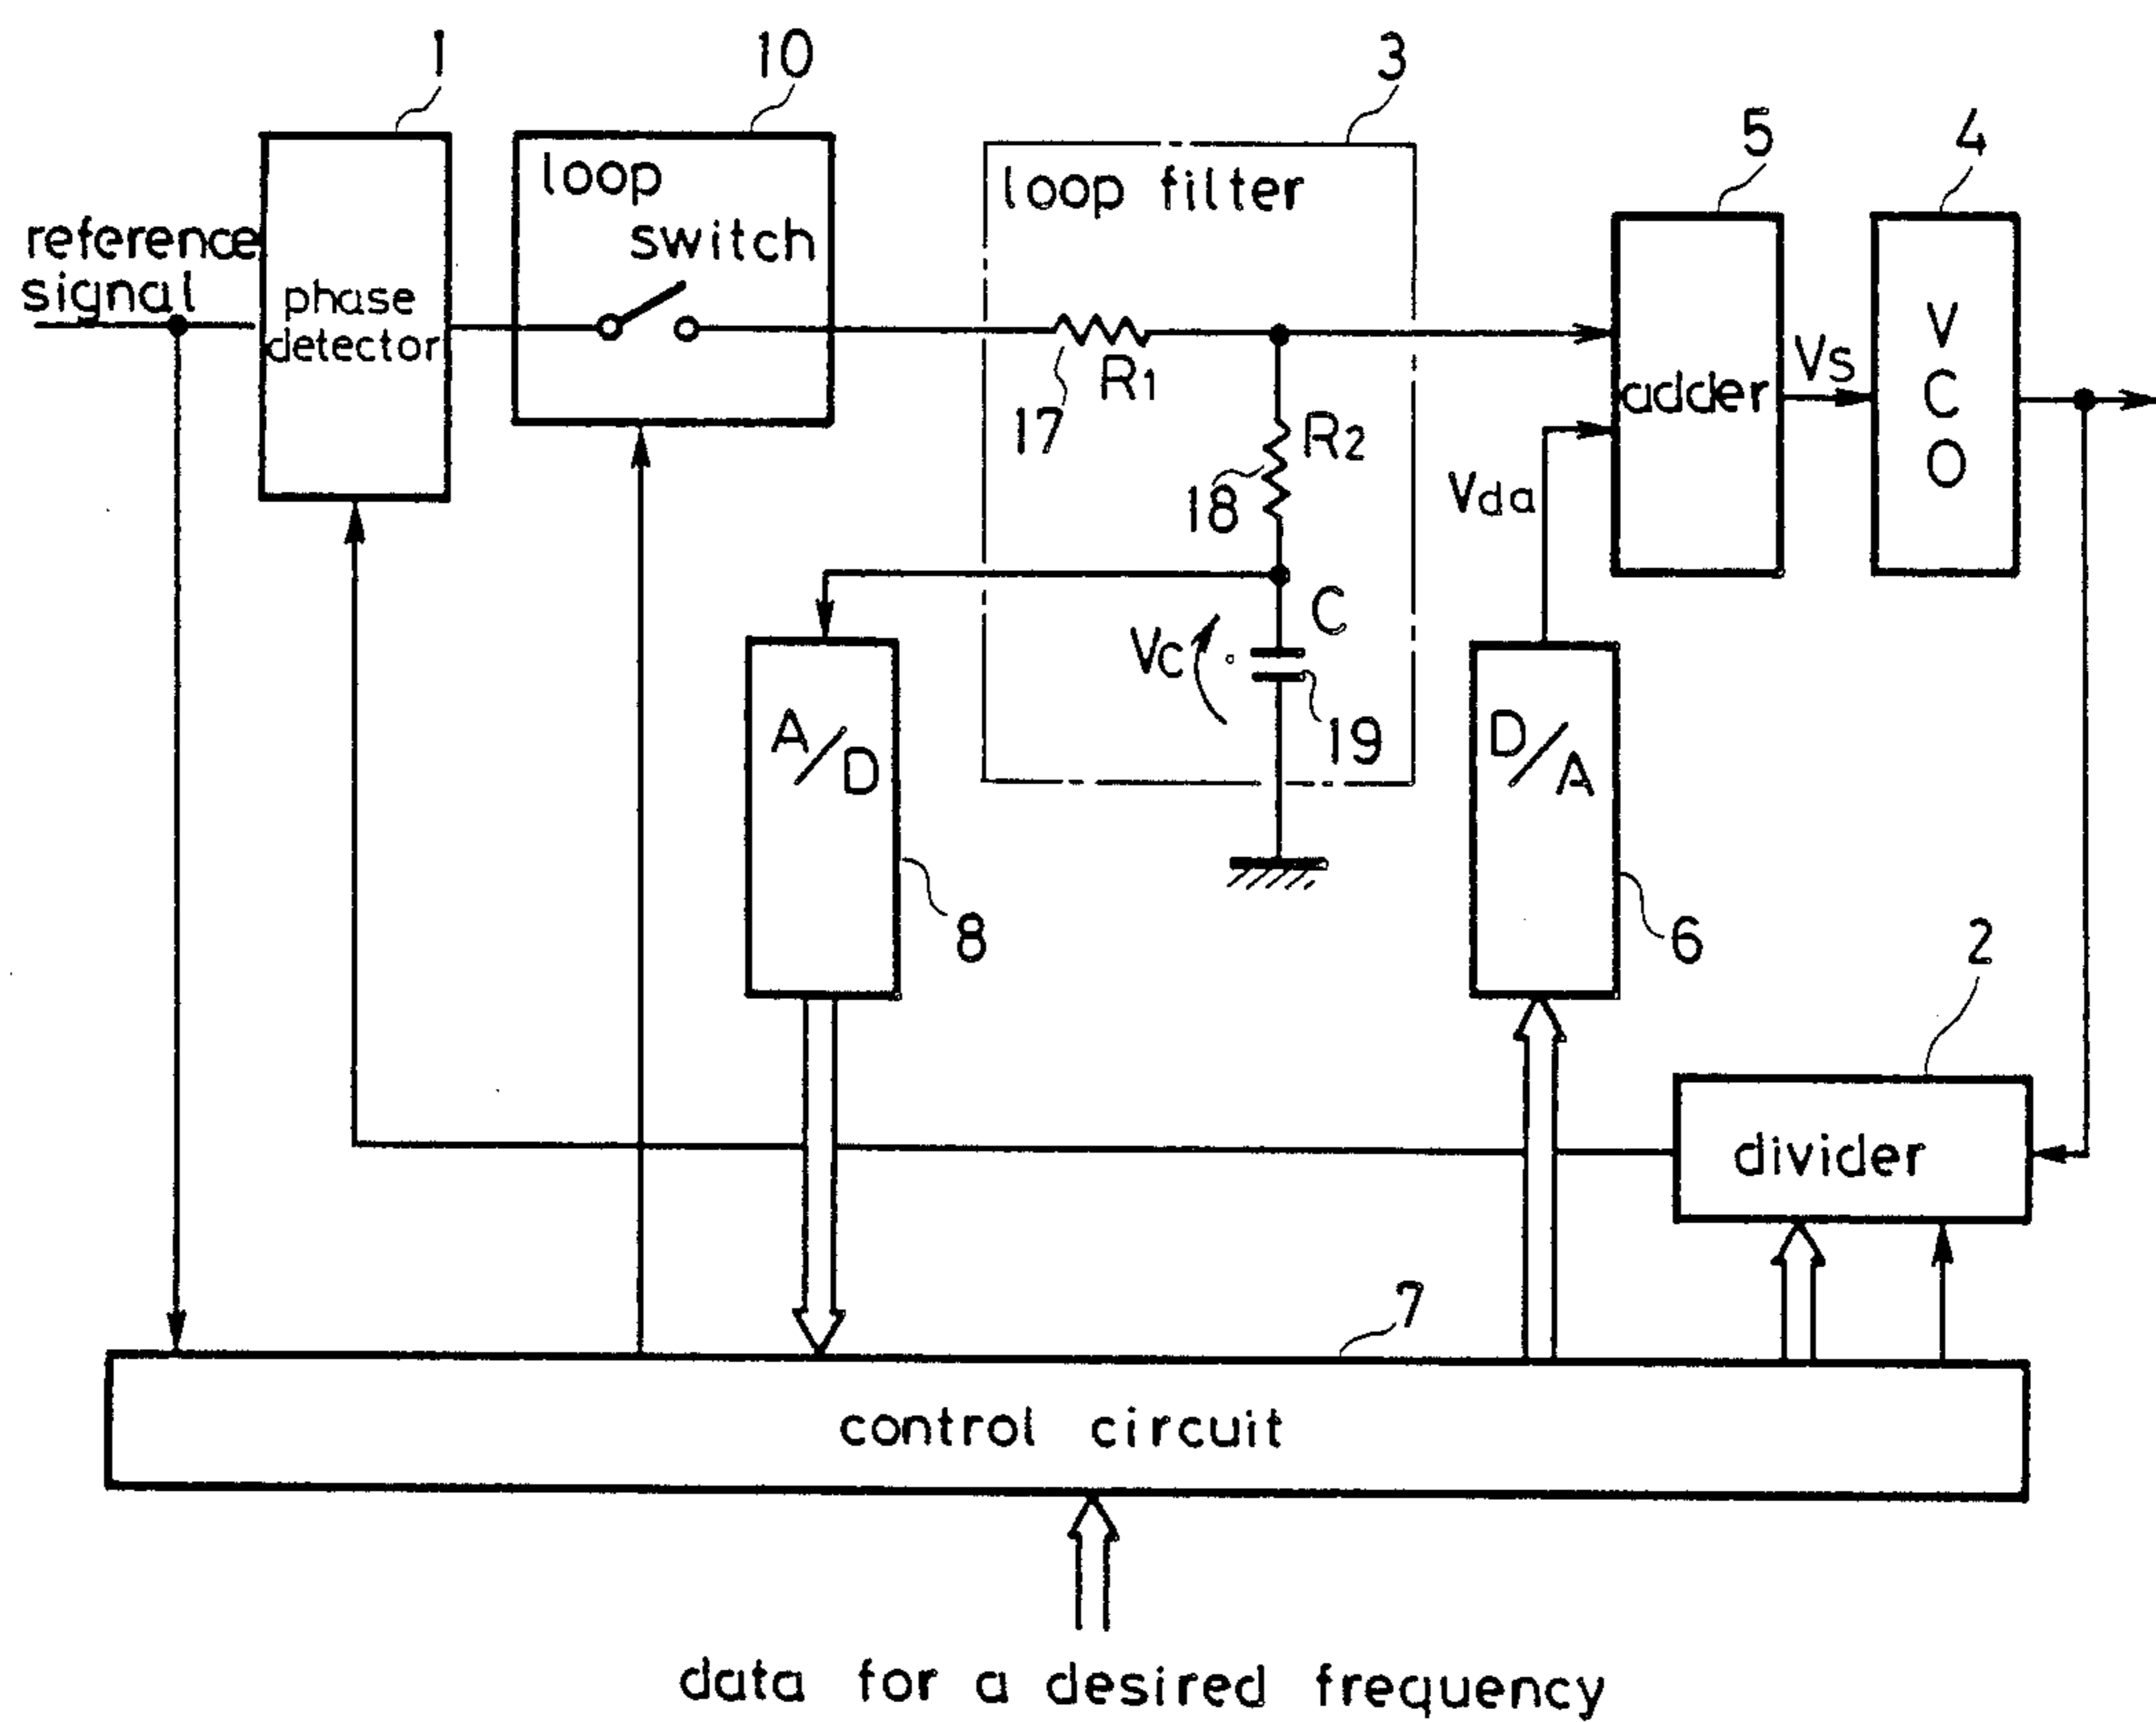 1
10
3
5
4
loop
switch
loop filter
reference
signal
phase
detector
R1
17
R2
18
adder
Vs
V
C
O
Vda
C
Vc
19
A/D
D/A
8
6
2
divider
7
control circuit
data for a desired frequency